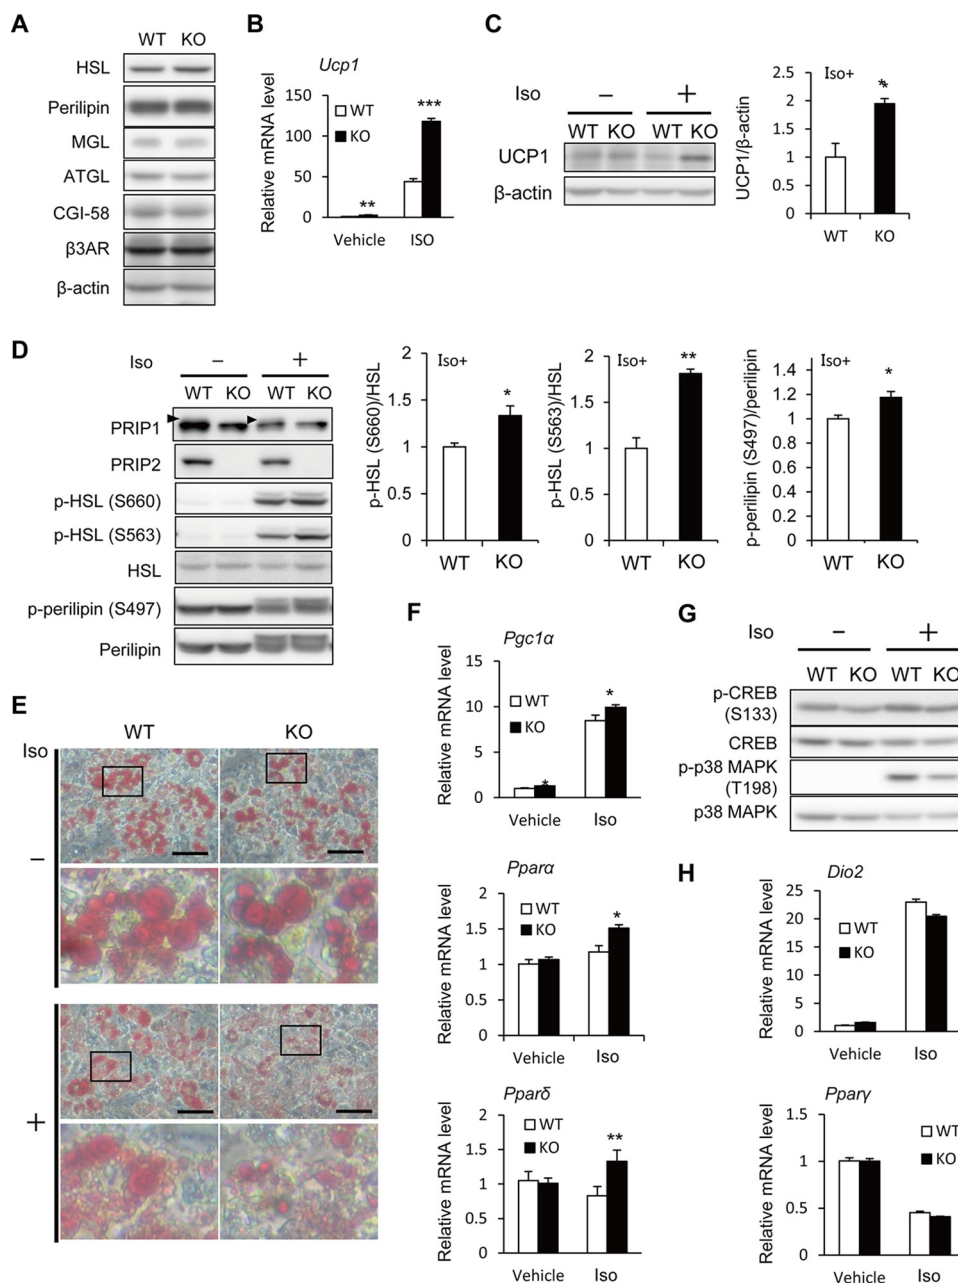 A
WT KO
HSL
Perilipin
MGL
ATGL
CGI-58
β3AR
β-actin
B
Ucp1
Relative mRNA level
150
100
50
0
WT
KO
**
***
Vehicle
ISO
C
Iso
− +
WT KO WT KO
UCP1
β-actin
UCP1/β-actin
2.5
2
1.5
1
0.5
0
Iso+
*
WT
KO
D
Iso
− +
WT KO WT KO
PRIP1
PRIP2
p-HSL (S660)
p-HSL (S563)
HSL
p-perilipin (S497)
Perilipin
p-HSL (S660)/HSL
2
1.5
1
0.5
0
Iso+
*
WT
KO
p-HSL (S563)/HSL
2
1.5
1
0.5
0
Iso+
**
WT
KO
p-perilipin (S497)/perilipin
1.4
1.2
1
0.8
0.6
0.4
0.2
0
Iso+
*
WT
KO
E
WT
KO
Iso
−
+
F
Pgc1α
Relative mRNA level
15
10
5
0
WT
KO
*
*
Vehicle
Iso
Pparα
Relative mRNA level
2
1.5
1
0.5
0
WT
KO
*
Vehicle
Iso
Pparδ
Relative mRNA level
2
1.5
1
0.5
0
WT
KO
**
Vehicle
Iso
G
Iso
− +
WT KO WT KO
p-CREB
(S133)
CREB
p-p38 MAPK
(T198)
p38 MAPK
H
Dio2
Relative mRNA level
25
20
15
10
5
0
WT
KO
Vehicle
Iso
Pparγ
Relative mRNA level
1.5
1
0.5
0
WT
KO
Vehicle
Iso